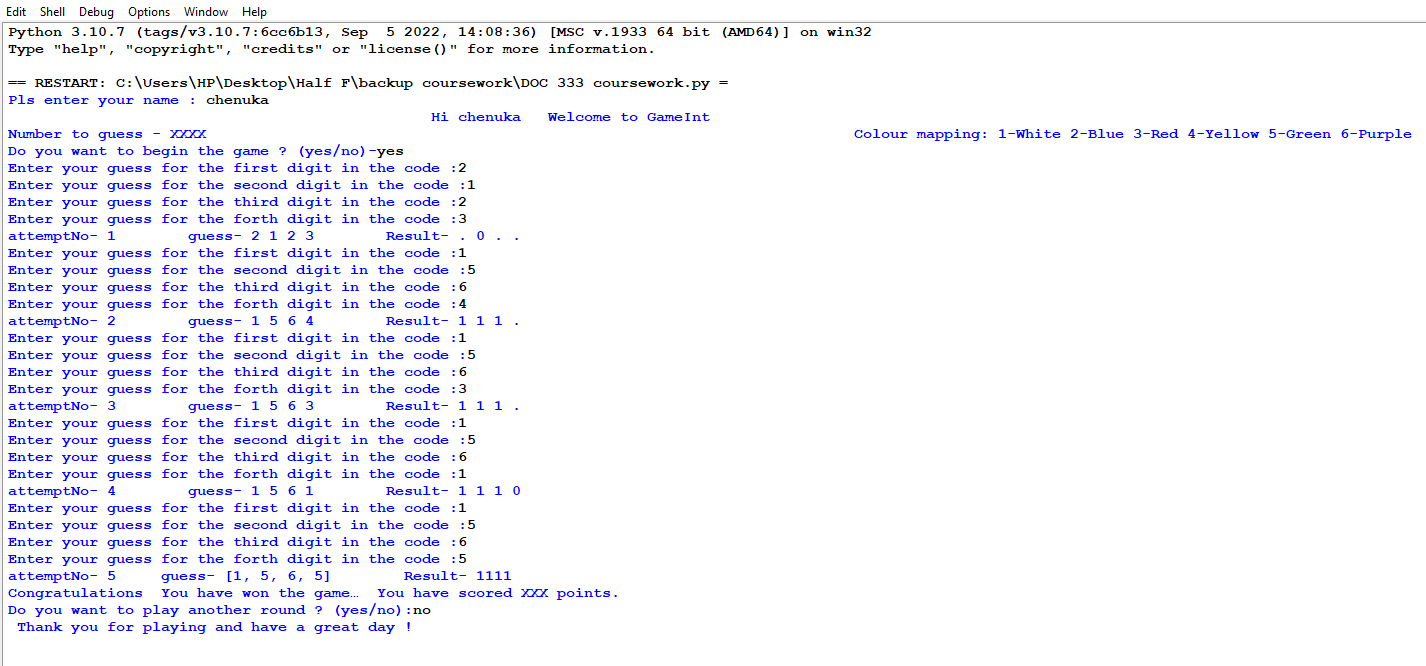 Edit Shell Debug Options Window Help
Python 3.10.7 (tags/v3.10.7:6cc6b13, Sep  5 2022, 14:08:36) [MSC v.1933 64 bit (AMD64)] on win32
Type "help", "copyright", "credits" or "license()" for more information.
== RESTART: C:\Users\HP\Desktop\Half F\backup coursework\DOC 333 coursework.py =
Pls enter your name : chenuka
Hi chenuka   Welcome to GameInt
Number to guess - XXXX Colour mapping: 1-White 2-Blue 3-Red 4-Yellow 5-Green 6-Purple
Do you want to begin the game ? (yes/no)-yes
Enter your guess for the first digit in the code :2
Enter your guess for the second digit in the code :1
Enter your guess for the third digit in the code :2
Enter your guess for the forth digit in the code :3
attemptNo- 1        guess- 2 1 2 3        Result- . 0 . .
Enter your guess for the first digit in the code :1
Enter your guess for the second digit in the code :5
Enter your guess for the third digit in the code :6
Enter your guess for the forth digit in the code :4
attemptNo- 2        guess- 1 5 6 4        Result- 1 1 1 .
Enter your guess for the first digit in the code :1
Enter your guess for the second digit in the code :5
Enter your guess for the third digit in the code :6
Enter your guess for the forth digit in the code :3
attemptNo- 3        guess- 1 5 6 3        Result- 1 1 1 .
Enter your guess for the first digit in the code :1
Enter your guess for the second digit in the code :5
Enter your guess for the third digit in the code :6
Enter your guess for the forth digit in the code :1
attemptNo- 4        guess- 1 5 6 1        Result- 1 1 1 0
Enter your guess for the first digit in the code :1
Enter your guess for the second digit in the code :5
Enter your guess for the third digit in the code :6
Enter your guess for the forth digit in the code :5
attemptNo- 5     guess- [1, 5, 6, 5]        Result- 1111
Congratulations  You have won the game…  You have scored XXX points.
Do you want to play another round ? (yes/no):no
Thank you for playing and have a great day !